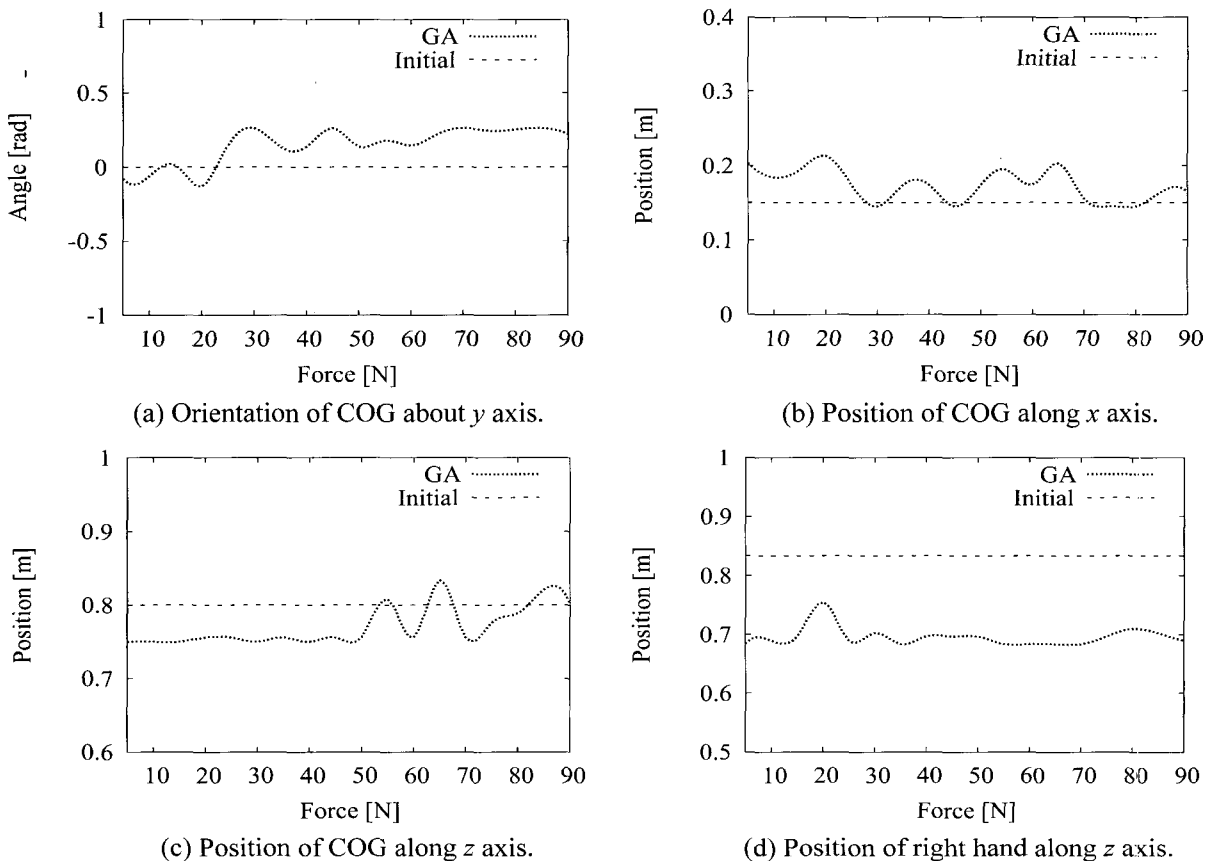 1
0.5
0
-0.5
-1
Angle [rad]
GA
Initial
10 20 30 40 50 60 70 80 90
Force [N]
(a) Orientation of COG about y axis.
0.4
0.3
0.2
0.1
0
Position [m]
GA
Initial
10 20 30 40 50 60 70 80 90
Force [N]
(b) Position of COG along x axis.
1
0.9
0.8
0.7
0.6
Position [m]
GA
Initial
10 20 30 40 50 60 70 80 90
Force [N]
(c) Position of COG along z axis.
1
0.9
0.8
0.7
0.6
0.5
Position [m]
GA
Initial
10 20 30 40 50 60 70 80 90
Force [N]
(d) Position of right hand along z axis.